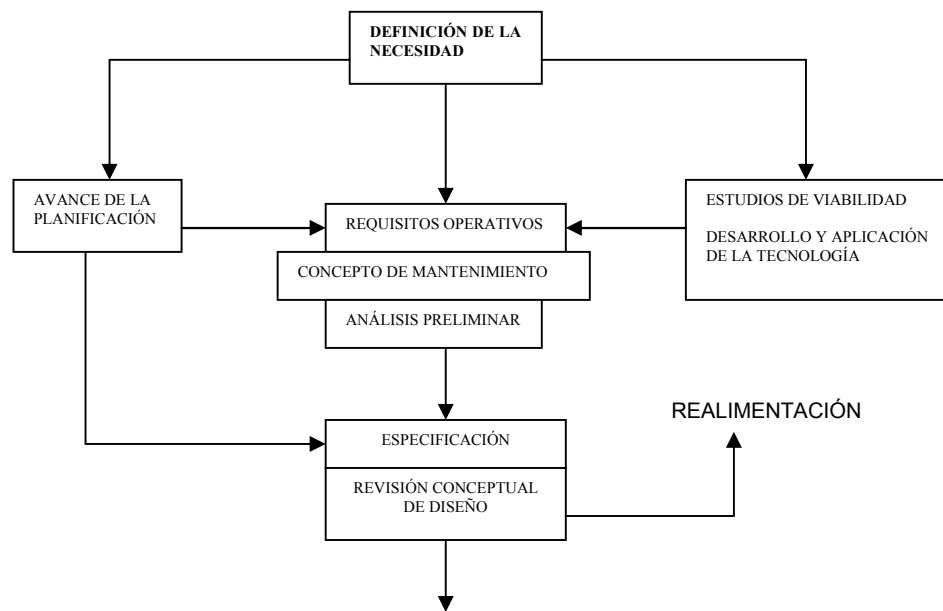 DEFINICIÓN DE LA
NECESIDAD
AVANCE DE LA
PLANIFICACIÓN
REQUISITOS OPERATIVOS
CONCEPTO DE MANTENIMIENTO
ANÁLISIS PRELIMINAR
ESTUDIOS DE VIABILIDAD
DESARROLLO Y APLICACIÓN
DE LA TECNOLOGÍA
ESPECIFICACIÓN
REVISIÓN CONCEPTUAL
DE DISEÑO
REALIMENTACIÓN